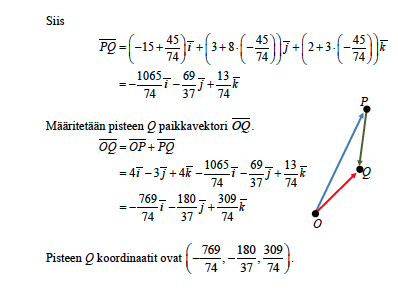 Siis
$\overline{PQ} = \left(-15+\frac{45}{74}\right)\overline{i} + \left(3+8\cdot\left(-\frac{45}{74}\right)\right)\overline{j} + \left(2+3\cdot\left(-\frac{45}{74}\right)\right)\overline{k}$
$= -\frac{1065}{74}\overline{i} - \frac{69}{37}\overline{j} + \frac{13}{74}\overline{k}$
Määritetään pisteen Q paikkavektori $\overline{OQ}$.
$\overline{OQ} = \overline{OP} + \overline{PQ}$
$= 4\overline{i} - 3\overline{j} + 4\overline{k} - \frac{1065}{74}\overline{i} - \frac{69}{37}\overline{j} + \frac{13}{74}\overline{k}$
$= -\frac{769}{74}\overline{i} - \frac{180}{37}\overline{j} + \frac{309}{74}\overline{k}$
P
Q
O
Pisteen Q koordinaatit ovat $\left(-\frac{769}{74}, -\frac{180}{37}, \frac{309}{74}\right)$.